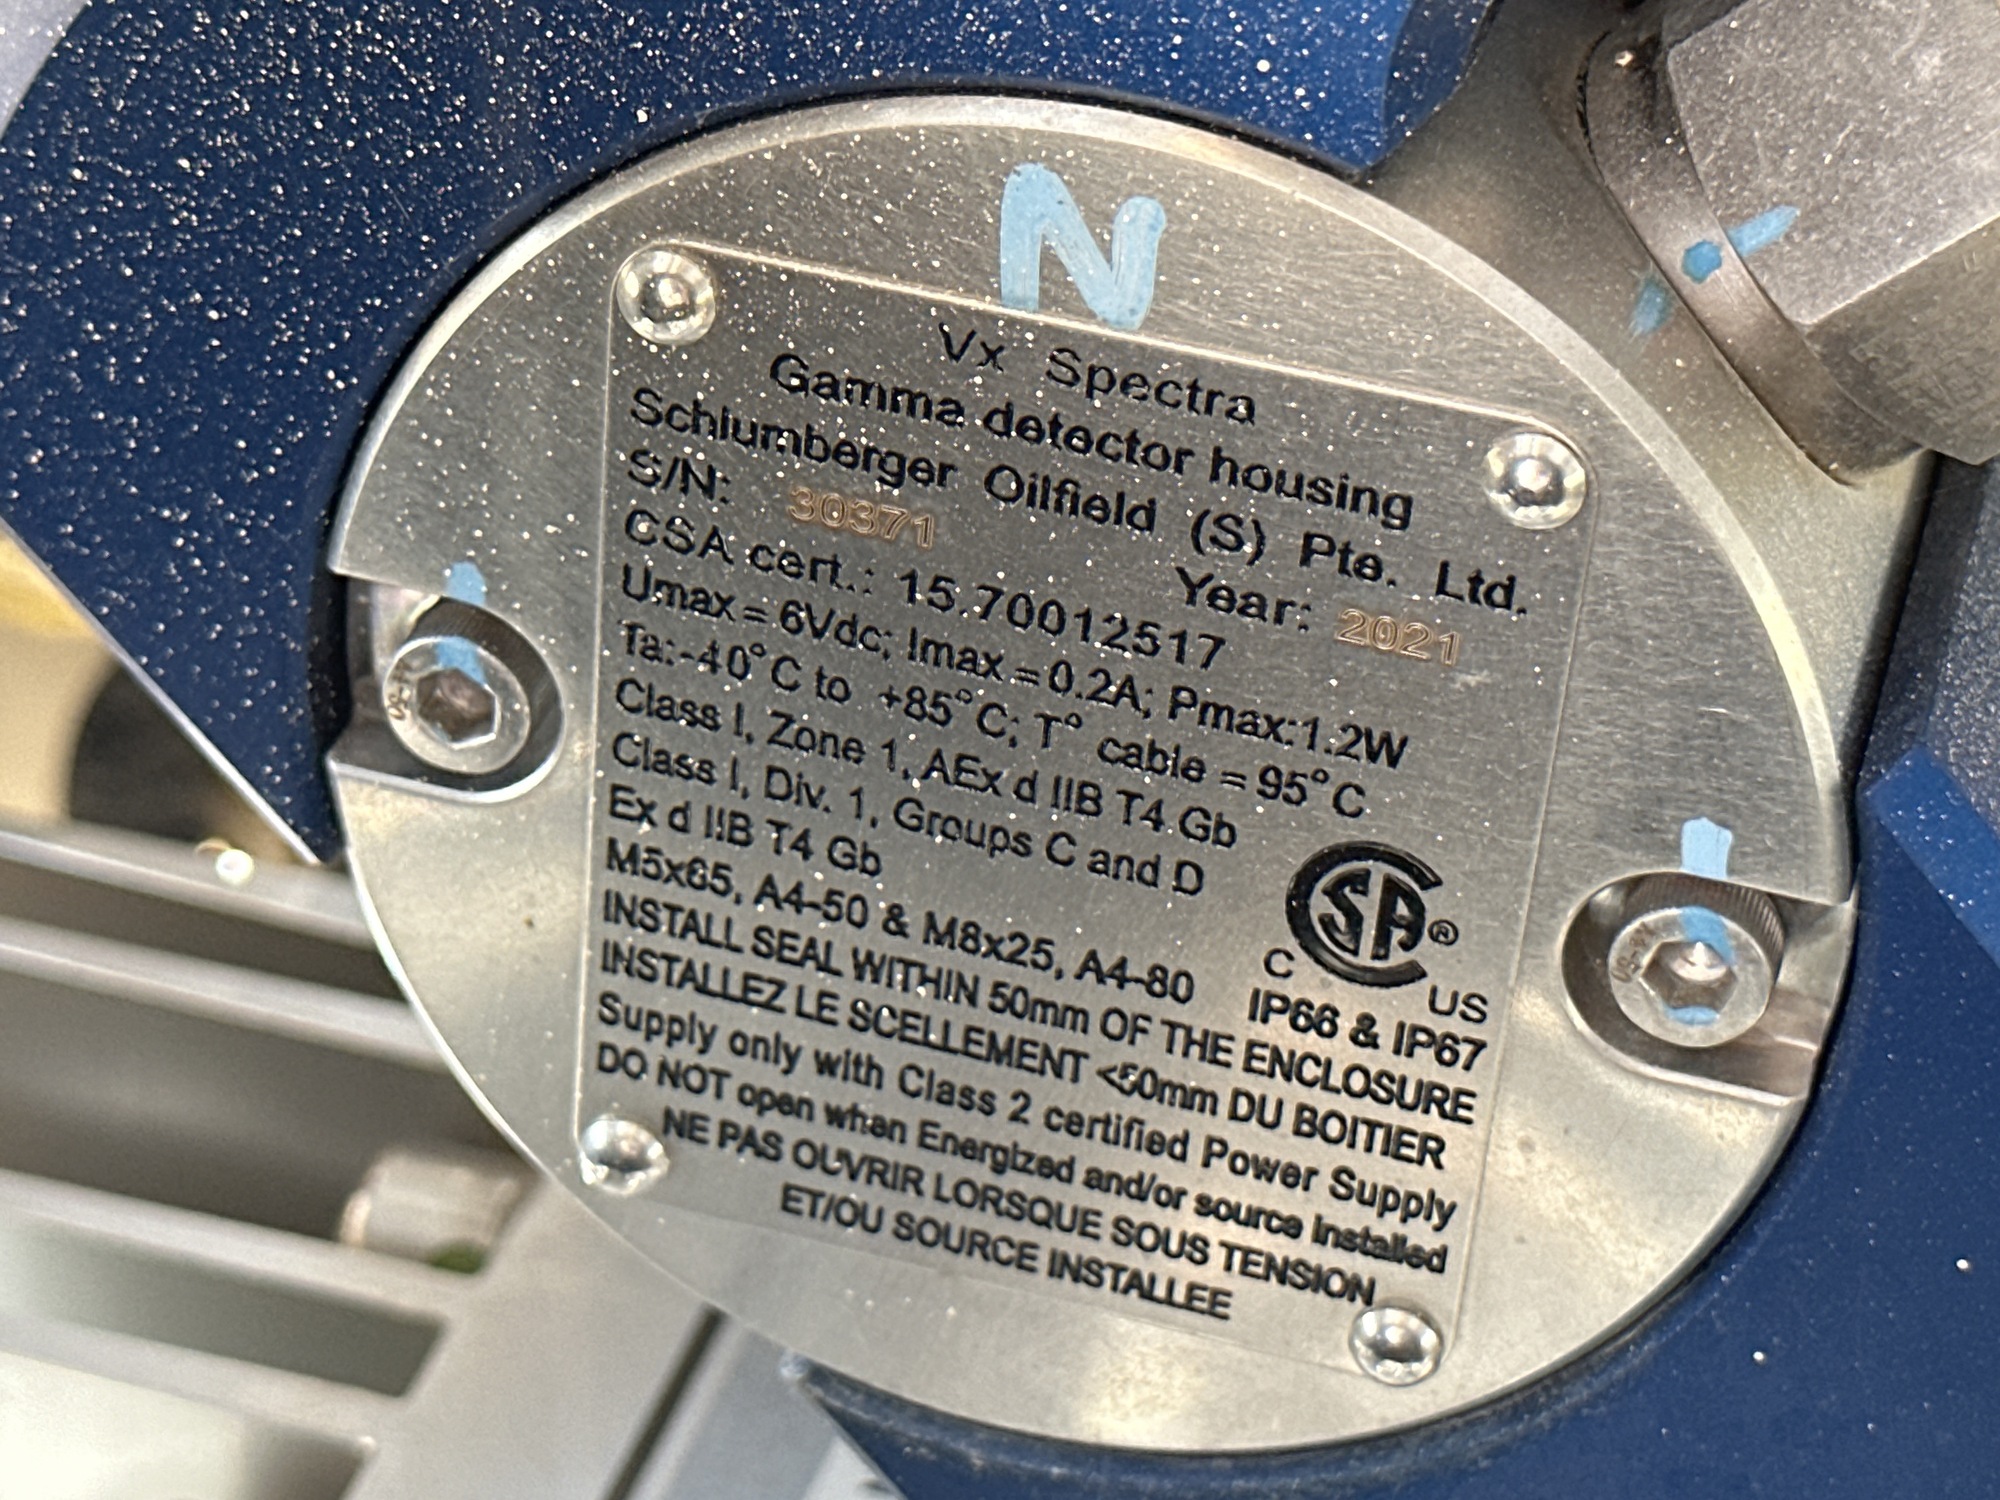 N
Vx Spectra
Gamma detector housing
Schlumberger Oilfield (S) Pte. Ltd.
S/N: 30371 Year: 2021
CSA cert.: 15.70012517
Umax = 6Vdc; Imax = 0.2A; Pmax:1.2W
Ta:-40°C to +85°C; T° cable = 95°C
Class I, Zone 1, AEx d IIB T4 Gb
Class I, Div. 1, Groups C and D
Ex d IIB T4 Gb
M5x65, A4-50 & M8x25, A4-80
CSA®
C US
IP66 & IP67
INSTALL SEAL WITHIN 50mm OF THE ENCLOSURE
INSTALLEZ LE SCELLEMENT <50mm DU BOITIER
Supply only with Class 2 certified Power Supply
DO NOT open when Energized and/or source installed
NE PAS OUVRIR LORSQUE SOUS TENSION
ET/OU SOURCE INSTALLEE